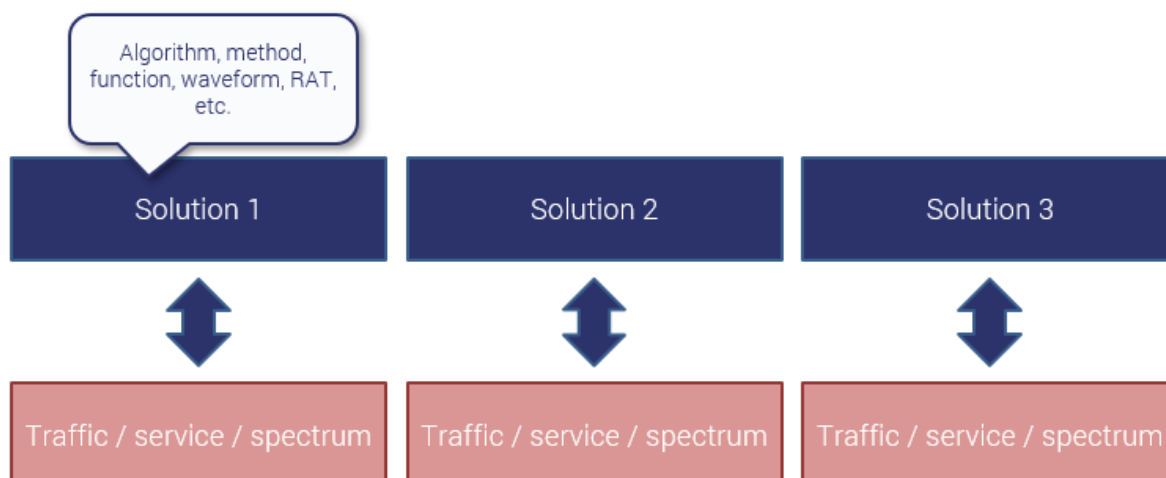 Algorithm, method,
function, waveform, RAT,
etc.
Solution 1
Solution 2
Solution 3
Traffic / service / spectrum
Traffic / service / spectrum
Traffic / service / spectrum